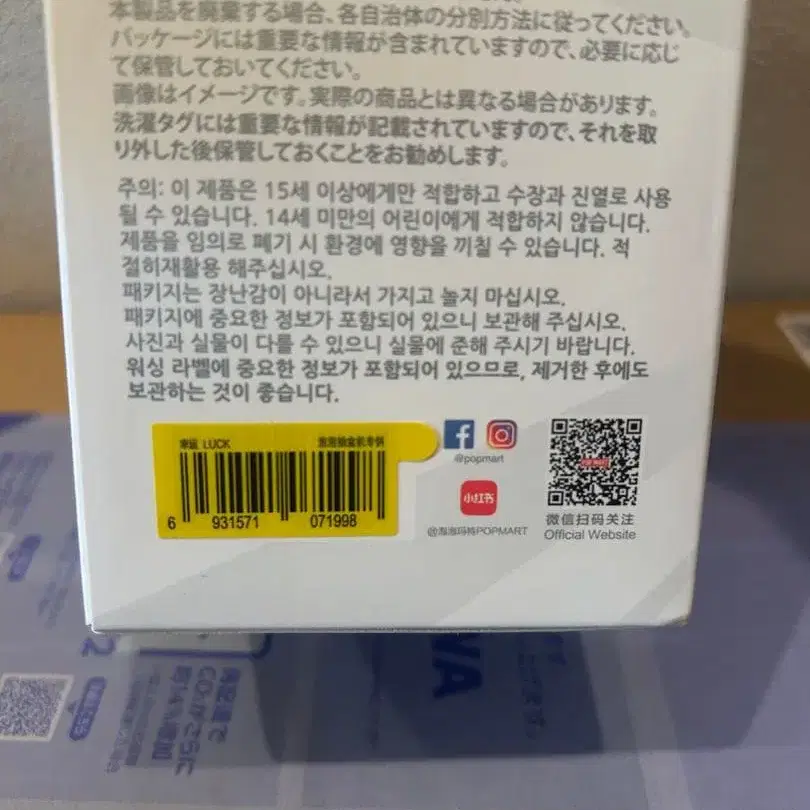 本製品を廃棄する場合、各自治体の分別方法に従ってください。
パッケージには重要な情報が含まれていますので、必要に応じ
て保管しておいてください。
画像はイメージです。実際の商品とは異なる場合があります。
洗濯タグには重要な情報が記載されていますので、それを取
り外した後保管しておくことをお勧めします。
주의: 이 제품은 15세 이상에게만 적합하고 수장과 진열로 사용
될 수 있습니다. 14세 미만의 어린이에게 적합하지 않습니다.
제품을 임의로 폐기 시 환경에 영향을 끼칠 수 있습니다. 적
절히재활용 해주십시오.
패키지는 장난감이 아니라서 가지고 놀지 마십시오.
패키지에 중요한 정보가 포함되어 있으니 보관해 주십시오.
사진과 실물이 다를 수 있으니 실물에 준해 주시기 바랍니다.
워싱 라벨에 중요한 정보가 포함되어 있으므로, 제거한 후에도
보관하는 것이 좋습니다.
幸运 LUCK 泡泡抽盒机专供
6 931571 071998
@popmart
小红书
@泡泡玛特POPMART
POP MART
微信扫码关注
Official Website